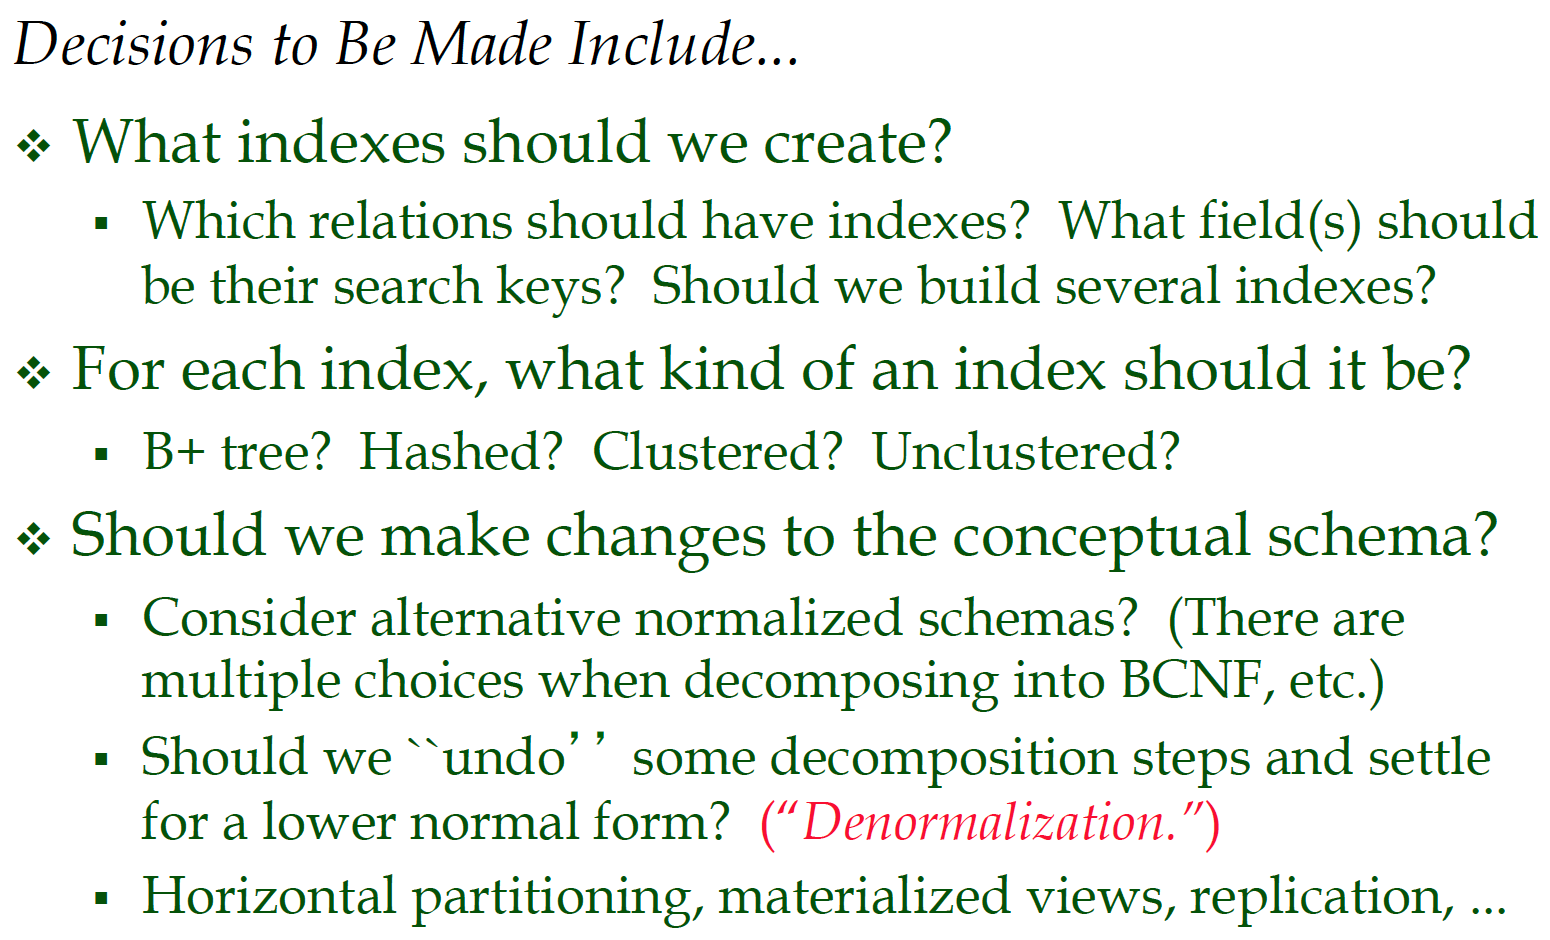 Decisions to Be Made Include...
❖ What indexes should we create?
▪ Which relations should have indexes? What field(s) should
be their search keys? Should we build several indexes?
❖ For each index, what kind of an index should it be?
▪ B+ tree? Hashed? Clustered? Unclustered?
❖ Should we make changes to the conceptual schema?
▪ Consider alternative normalized schemas? (There are
multiple choices when decomposing into BCNF, etc.)
▪ Should we ``undo’’ some decomposition steps and settle
for a lower normal form? (“Denormalization.”)
▪ Horizontal partitioning, materialized views, replication, ...